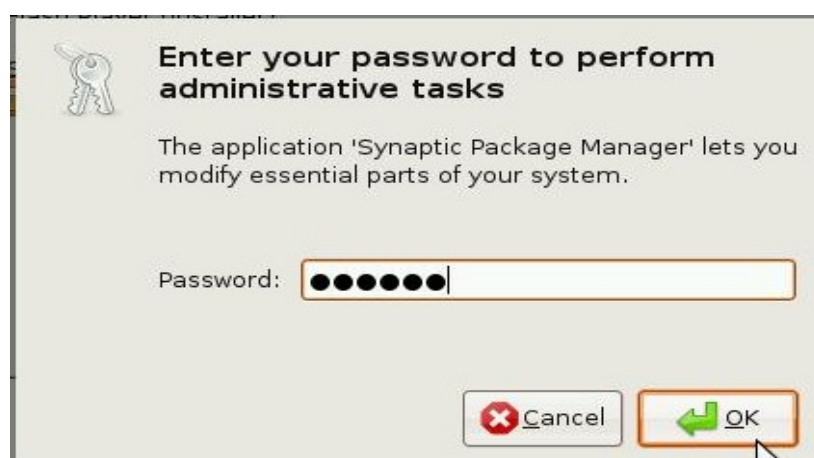 Enter your password to perform
administrative tasks
The application 'Synaptic Package Manager' lets you
modify essential parts of your system.
Password: ●●●●●●
Cancel OK